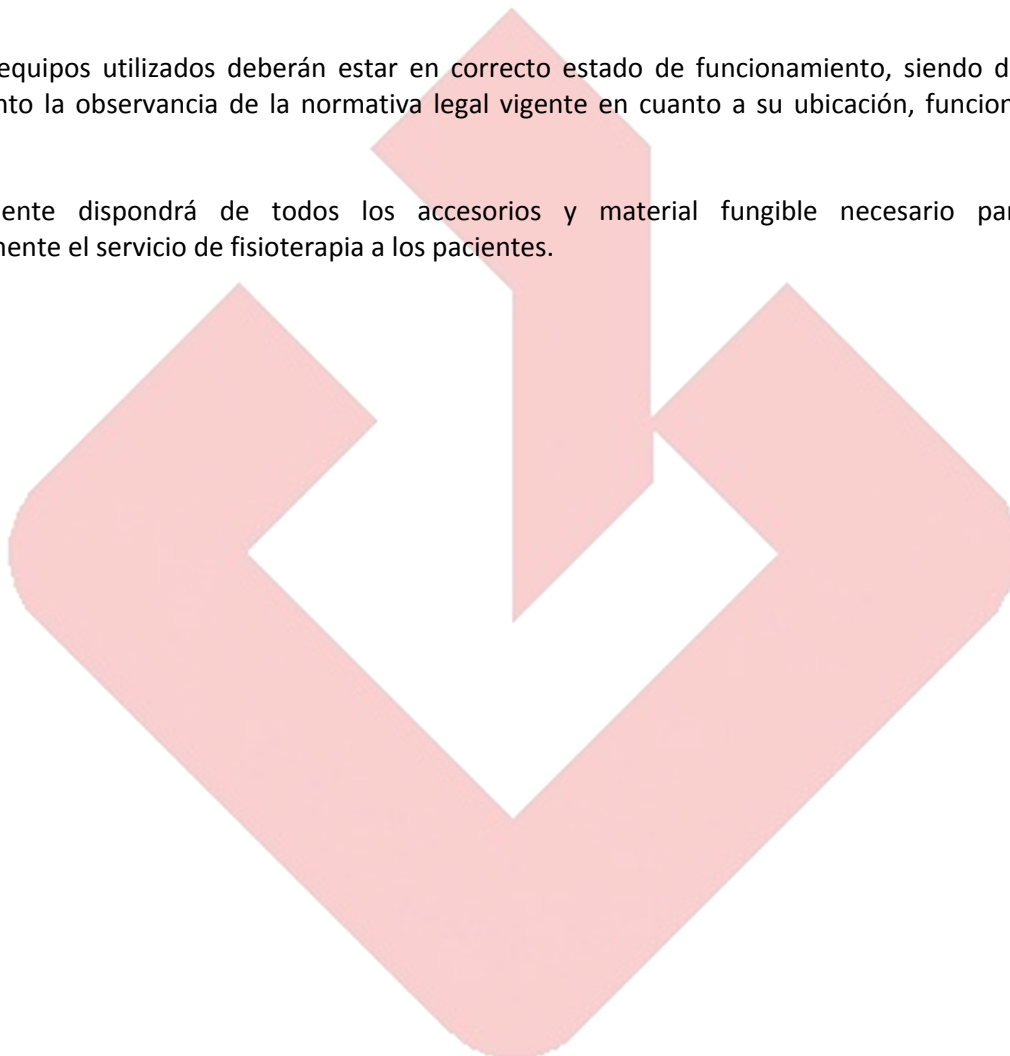 equipos utilizados deberán estar en correcto estado de funcionamiento, siendo d
nto la observancia de la normativa legal vigente en cuanto a su ubicación, funcion
ente dispondrá de todos los accesorios y material fungible necesario par
mente el servicio de fisioterapia a los pacientes.